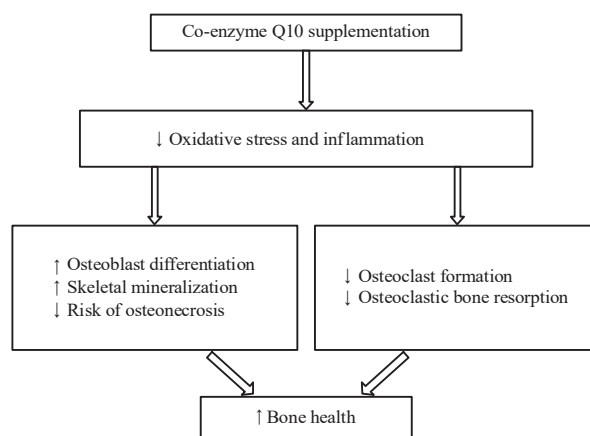 Co-enzyme Q10 supplementation
↓ Oxidative stress and inflammation
↑ Osteoblast differentiation
↑ Skeletal mineralization
↓ Risk of osteonecrosis
↓ Osteoclast formation
↓ Osteoclastic bone resorption
↑ Bone health